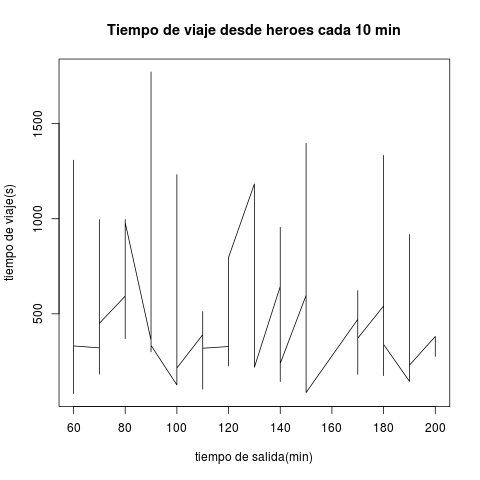 Tiempo de viaje desde heroes cada 10 min
1500
1000
500
tiempo de viaje(s)
60 80 100 120 140 160 180 200
tiempo de salida(min)